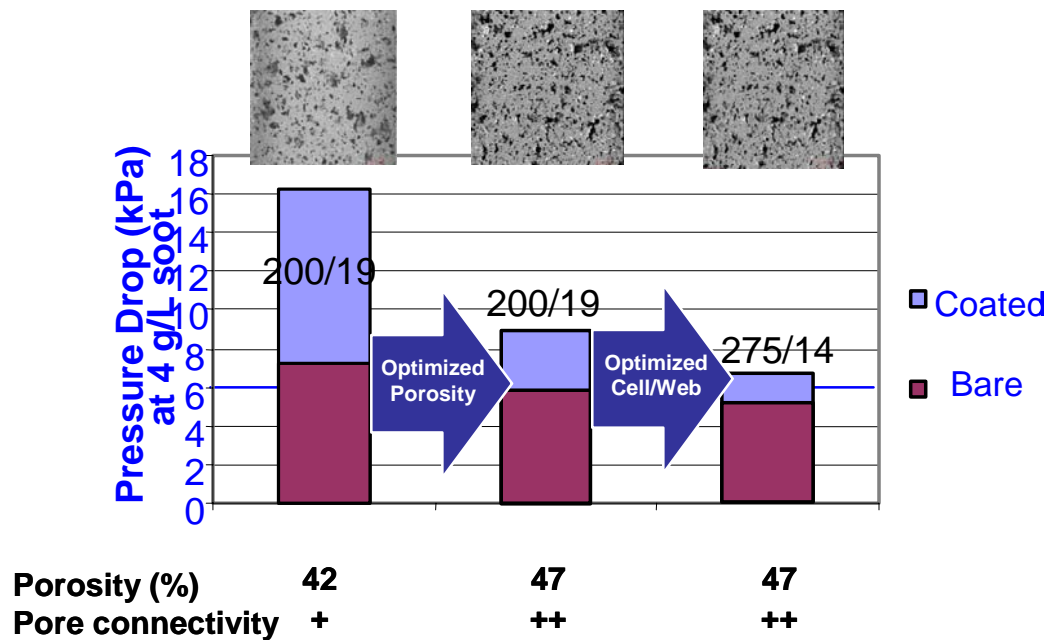 Pressure Drop (kPa)
at 4 g/L soot
18
16
14
12
10
8
6
4
2
0
200/19
200/19
275/14
Optimized
Porosity
Optimized
Cell/Web
Coated
Bare
Porosity (%) 42 47 47
Pore connectivity + ++ ++